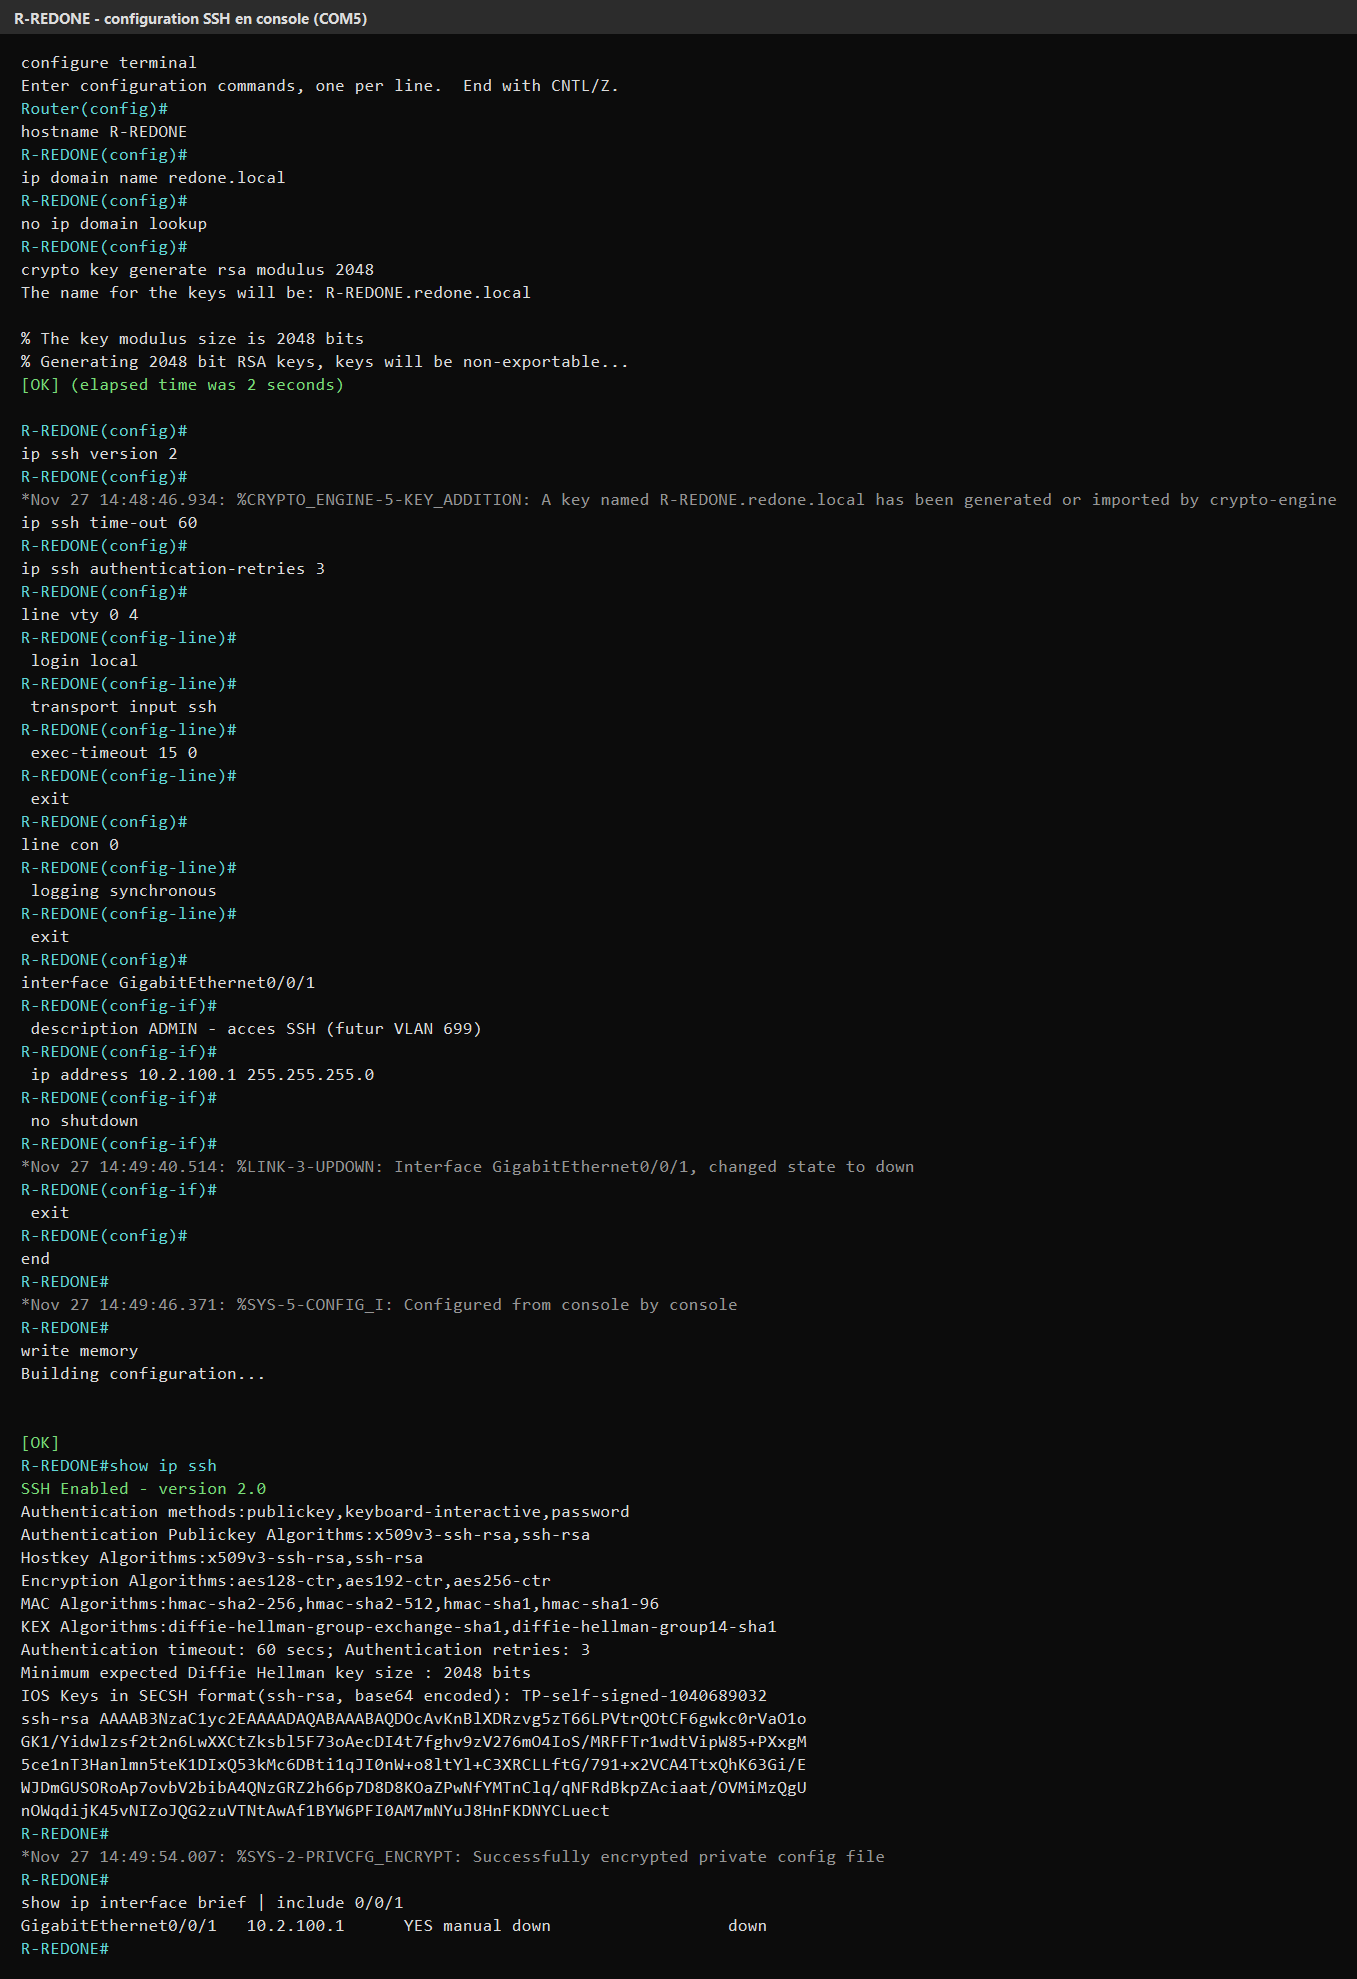 R-REDONE - configuration SSH en console (COM5)
configure terminal
Enter configuration commands, one per line.  End with CNTL/Z.
Router(config)#
hostname R-REDONE
R-REDONE(config)#
ip domain name redone.local
R-REDONE(config)#
no ip domain lookup
R-REDONE(config)#
crypto key generate rsa modulus 2048
The name for the keys will be: R-REDONE.redone.local
% The key modulus size is 2048 bits
% Generating 2048 bit RSA keys, keys will be non-exportable...
[OK] (elapsed time was 2 seconds)
R-REDONE(config)#
ip ssh version 2
R-REDONE(config)#
*Nov 27 14:48:46.934: %CRYPTO_ENGINE-5-KEY_ADDITION: A key named R-REDONE.redone.local has been generated or imported by crypto-engine
ip ssh time-out 60
R-REDONE(config)#
ip ssh authentication-retries 3
R-REDONE(config)#
line vty 0 4
R-REDONE(config-line)#
 login local
R-REDONE(config-line)#
 transport input ssh
R-REDONE(config-line)#
 exec-timeout 15 0
R-REDONE(config-line)#
 exit
R-REDONE(config)#
line con 0
R-REDONE(config-line)#
 logging synchronous
R-REDONE(config-line)#
 exit
R-REDONE(config)#
interface GigabitEthernet0/0/1
R-REDONE(config-if)#
 description ADMIN - acces SSH (futur VLAN 699)
R-REDONE(config-if)#
 ip address 10.2.100.1 255.255.255.0
R-REDONE(config-if)#
 no shutdown
R-REDONE(config-if)#
*Nov 27 14:49:40.514: %LINK-3-UPDOWN: Interface GigabitEthernet0/0/1, changed state to down
R-REDONE(config-if)#
 exit
R-REDONE(config)#
end
R-REDONE#
*Nov 27 14:49:46.371: %SYS-5-CONFIG_I: Configured from console by console
R-REDONE#
write memory
Building configuration...
[OK]
R-REDONE#show ip ssh
SSH Enabled - version 2.0
Authentication methods:publickey,keyboard-interactive,password
Authentication Publickey Algorithms:x509v3-ssh-rsa,ssh-rsa
Hostkey Algorithms:x509v3-ssh-rsa,ssh-rsa
Encryption Algorithms:aes128-ctr,aes192-ctr,aes256-ctr
MAC Algorithms:hmac-sha2-256,hmac-sha2-512,hmac-sha1,hmac-sha1-96
KEX Algorithms:diffie-hellman-group-exchange-sha1,diffie-hellman-group14-sha1
Authentication timeout: 60 secs; Authentication retries: 3
Minimum expected Diffie Hellman key size : 2048 bits
IOS Keys in SECSH format(ssh-rsa, base64 encoded): TP-self-signed-1040689032
ssh-rsa AAAAB3NzaC1yc2EAAAADAQABAAABAQDOcAvKnBlXDRzvg5zT66LPVtrQOtCF6gwkc0rVaO1o
GK1/Yidwlzsf2t2n6LwXXCtZksbl5F73oAecDI4t7fghv9zV276mO4IoS/MRFFTr1wdtVipW85+PXxgM
5ce1nT3Hanlmn5teK1DIxQ53kMc6DBti1qJI0nW+o8ltYl+C3XRCLLftG/791+x2VCA4TtxQhK63Gi/E
WJDmGUSORoAp7ovbV2bibA4QNzGRZ2h66p7D8D8KOaZPwNfYMTnClq/qNFRdBkpZAciaat/OVMiMzQgU
nOWqdijK45vNIZoJQG2zuVTNtAwAf1BYW6PFI0AM7mNYuJ8HnFKDNYCLuect
R-REDONE#
*Nov 27 14:49:54.007: %SYS-2-PRIVCFG_ENCRYPT: Successfully encrypted private config file
R-REDONE#
show ip interface brief | include 0/0/1
GigabitEthernet0/0/1   10.2.100.1      YES manual down                  down
R-REDONE#